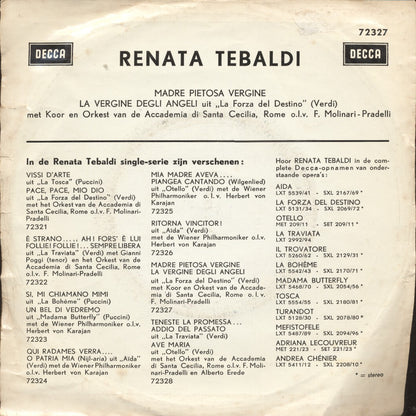 72327
DECCA
RENATA TEBALDI
DECCA
MADRE PIETOSA VERGINE
LA VERGINE DEGLI ANGELI uit „La Forza del Destino" (Verdi)
met Koor en Orkest van de Accademia di Santa Cecilia, Rome o.l.v. F. Molinari-Pradelli
In de Renata Tebaldi single-serie zijn verschenen:
VISSI D'ARTE
uit „La Tosca" (Puccini)
PACE, PACE, MIO DIO
uit „La Forza del Destino" (Verdi)
met het Orkest van de Accademia di
Santa Cecilia, Rome o.l.v. F. Molinari-
Pradelli
72321
É STRANO..... AH! FORS' É LUI
FOLLIE! FOLLIE!.....SEMPRE LIBERA
uit „La Traviata" (Verdi) met Gianni
Poggi (tenor) en het Orkest van de
Accademia di Santa Cecilia, Rome o.l.v.
F. Molinari-Pradelli
72322
SI, MI CHIAMANO MIMI
uit „La Bohème" (Puccini)
UN BEL DI VEDREMO
uit „Madama Butterfly" (Puccini)
met de Wiener Philharmoniker o.l.v.
Herbert von Karajan
72323
QUI RADAMES VERRA....
O PATRIA MIA (Nijl-aria) uit „Aïda"
(Verdi) met de Wiener Philharmoniker
o.l.v. Herbert von Karajan
72324
MIA MADRE AVEVA....
PIANGEA CANTANDO (Wilgenlied)
uit „Otello" (Verdi) met de Wiener
Philharmoniker o.l.v. Herbert von
Karajan
72325
RITORNA VINCITOR!
uit „Aïda" (Verdi)
met de Wiener Philharmoniker o.l.v.
Herbert von Karajan
72326
MADRE PIETOSA VERGINE
LA VERGINE DEGLI ANGELI
uit „La Forza del Destino" (Verdi)
met Koor en Orkest van de Accademia
di Santa Cecilia, Rome o.l.v.
F. Molinari-Pradelli
72327
TENESTE LA PROMESSA...
ADDIO DEL PASSATO
uit „La Traviata" (Verdi)
AVE MARIA
uit „Otello" (Verdi)
met het Orkest van de Accademia di
Santa Cecilia, Rome o.l.v. F. Molinari-
Pradelli en Alberto Erede
72328
Hoor RENATA TEBALDI in de com-
plete Decca-opnamen van onder-
staande opera's:
AIDA
LXT 5539/41 - SXL 2167/69*
LA FORZA DEL DESTINO
LXT 5131/34 - SXL 2069/72*
OTELLO
MET 209/11 - SET 209/11*
LA TRAVIATA
LXT 2992/94
IL TROVATORE
LXT 5260/62 - SXL 2129/31*
LA BOHÈME
LXT 5542/43 - SXL 2170/71*
MADAMA BUTTERFLY
LXT 5468/70 - SXL 2054/56*
TOSCA
LXT 5554/55 - SXL 2180/81*
TURANDOT
LXT 5128/30 - SXL 2078/80*
MEFISTOFELE
LXT 5487/89 - SXL 2094/96*
ADRIANA LECOUVREUR
MET 221/23 - SET 221/23*
ANDREA CHÉNIER
LXT 5411/12 - SXL 2208/10*
* = stereo